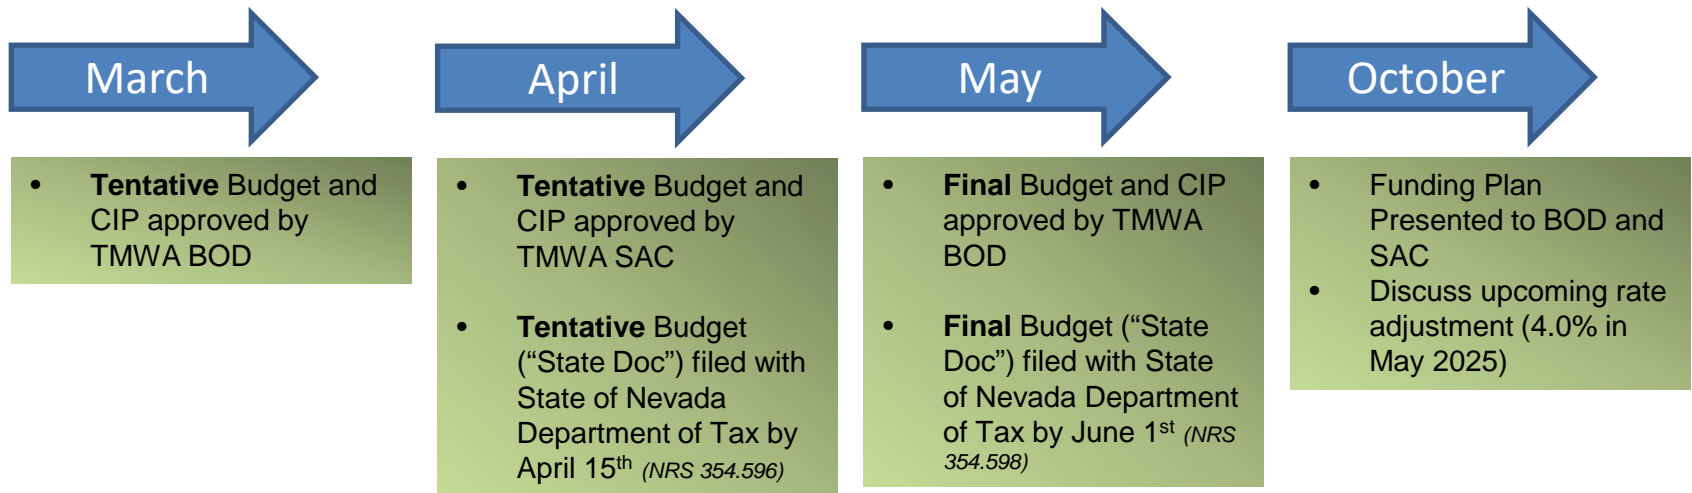 March
• Tentative Budget and
CIP approved by
TMWA BOD
April
• Tentative Budget and
CIP approved by
TMWA SAC
• Tentative Budget
(“State Doc”) filed with
State of Nevada
Department of Tax by
April 15th (NRS 354.596)
May
• Final Budget and CIP
approved by TMWA
BOD
• Final Budget (“State
Doc”) filed with State
of Nevada Department
of Tax by June 1st (NRS
354.598)
October
• Funding Plan
Presented to BOD and
SAC
• Discuss upcoming rate
adjustment (4.0% in
May 2025)